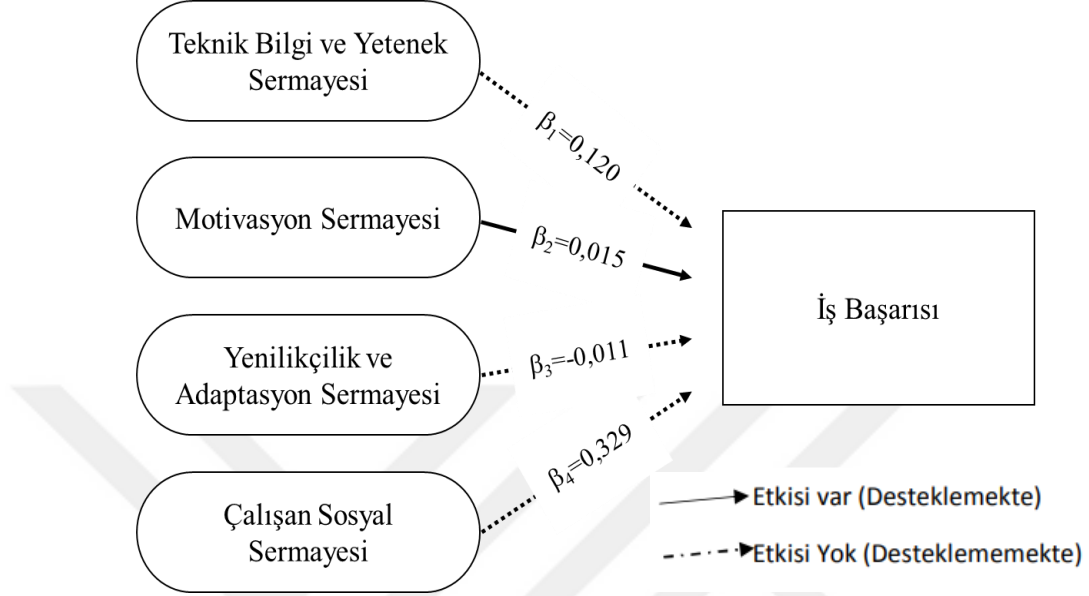 Teknik Bilgi ve Yetenek
Sermayesi
β₁=0,120
Motivasyon Sermayesi
β₂=0,015
İş Başarısı
Yenilikçilik ve
Adaptasyon Sermayesi
β₃=-0,011
Çalışan Sosyal
Sermayesi
β₄=0,329
Etkisi var (Desteklemekte)
Etkisi Yok (Desteklememekte)